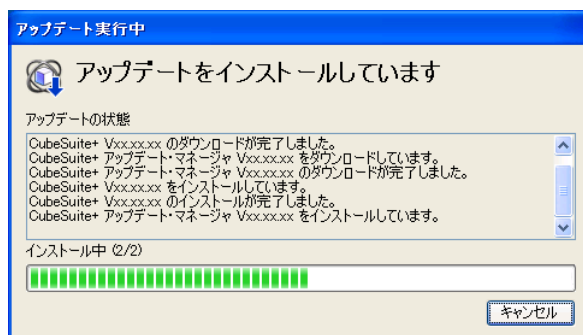 アップデート実行中
アップデートをインストールしています
アップデートの状態
CubeSuite+ Vxx.xx.xx のダウンロードが完了しました。
CubeSuite+ アップデート・マネージャ Vxx.xx.xx をダウンロードしています。
CubeSuite+ アップデート・マネージャ Vxx.xx.xx のダウンロードが完了しました。
CubeSuite+ Vxx.xx.xx をインストールしています。
CubeSuite+ Vxx.xx.xx のインストールが完了しました。
CubeSuite+ アップデート・マネージャ Vxx.xx.xx をインストールしています。
インストール中 (2/2)
キャンセル